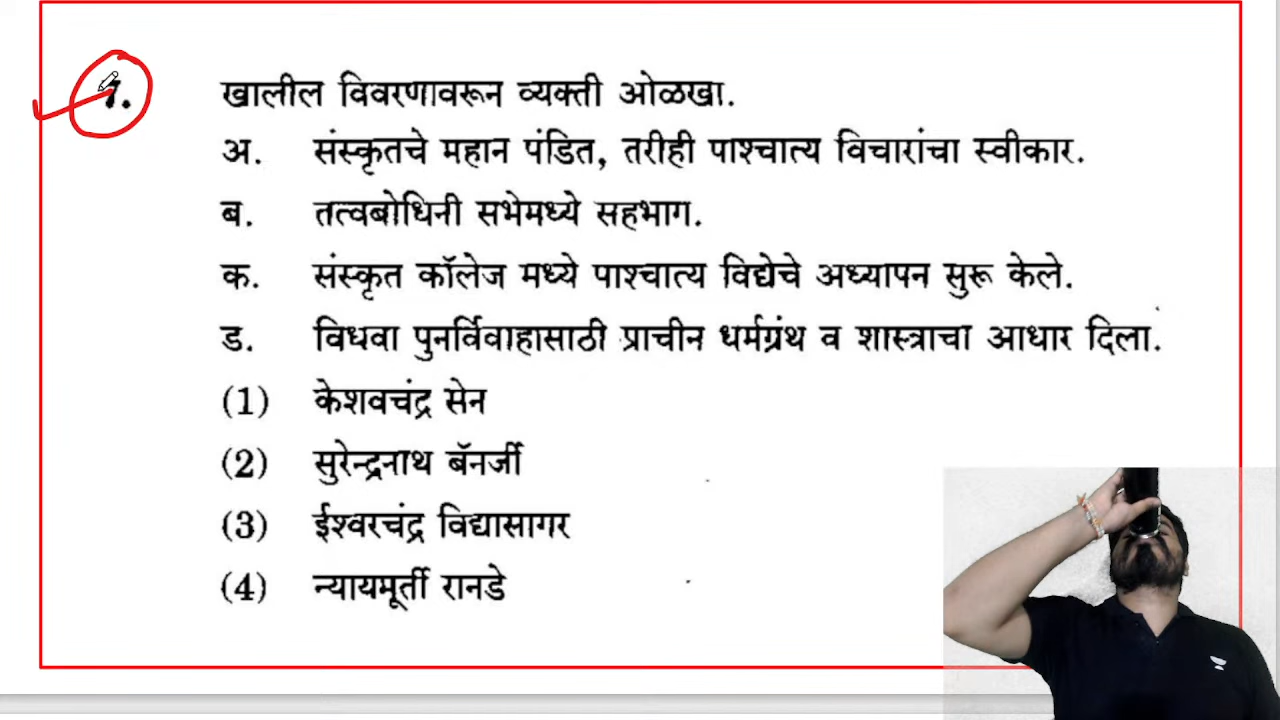 1. खालील विवरणावरून व्यक्ती ओळखा.
अ. संस्कृतचे महान पंडित, तरीही पाश्चात्य विचारांचा स्वीकार.
ब. तत्वबोधिनी सभेमध्ये सहभाग.
क. संस्कृत कॉलेज मध्ये पाश्चात्य विद्येचे अध्यापन सुरू केले.
ड. विधवा पुनर्विवाहासाठी प्राचीन धर्मग्रंथ व शास्त्राचा आधार दिला.
(1) केशवचंद्र सेन
(2) सुरेन्द्रनाथ बॅनर्जी
(3) ईश्वरचंद्र विद्यासागर
(4) न्यायमूर्ती रानडे